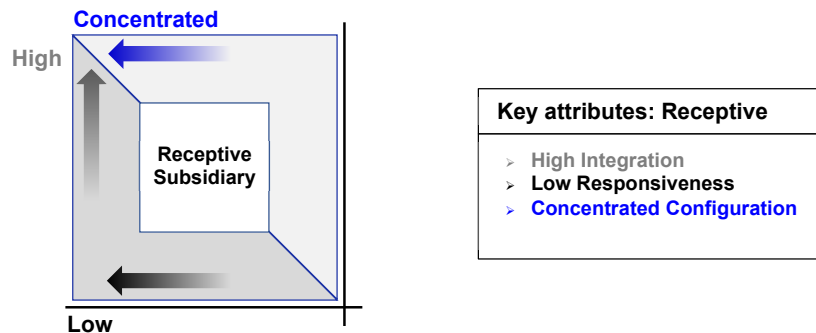 Concentrated
High
Receptive
Subsidiary
Low
Key attributes: Receptive
High Integration
Low Responsiveness
Concentrated Configuration